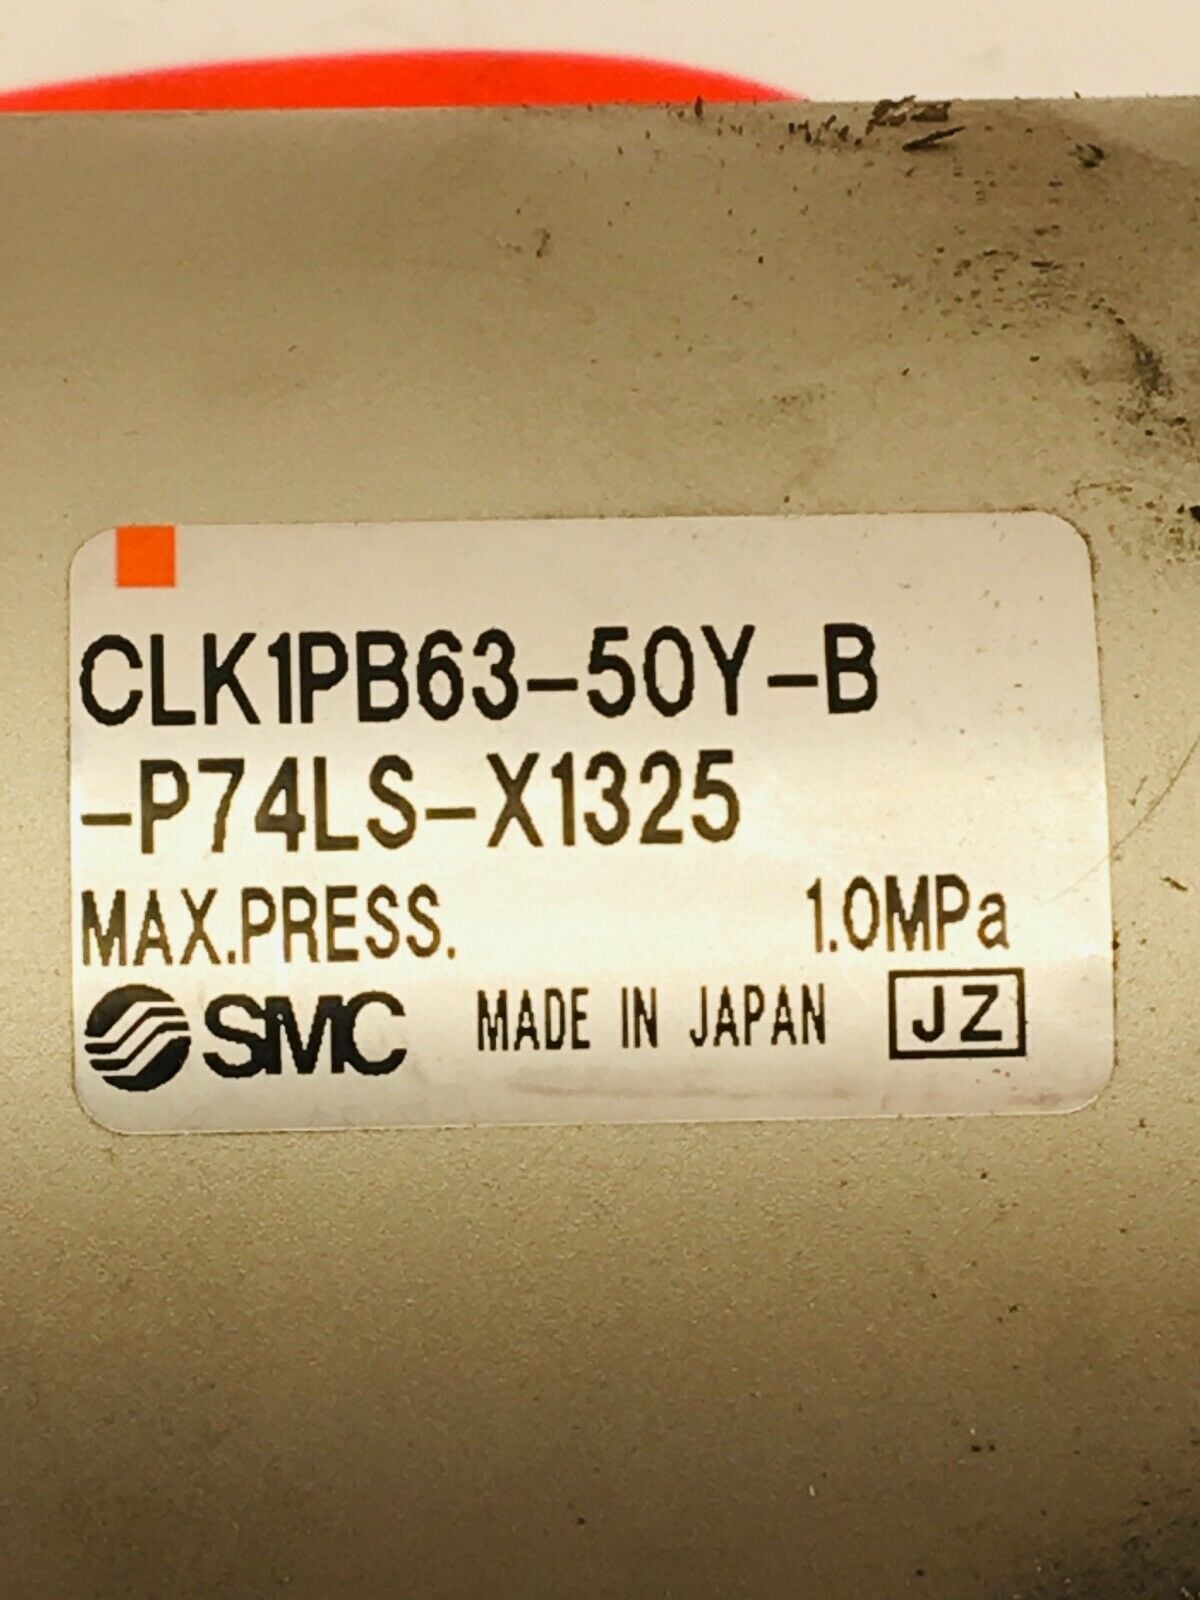 CLK1PB63-50Y-B
-P74LS-X1325
MAX.PRESS. 1.0MPa
SMC MADE IN JAPAN JZ